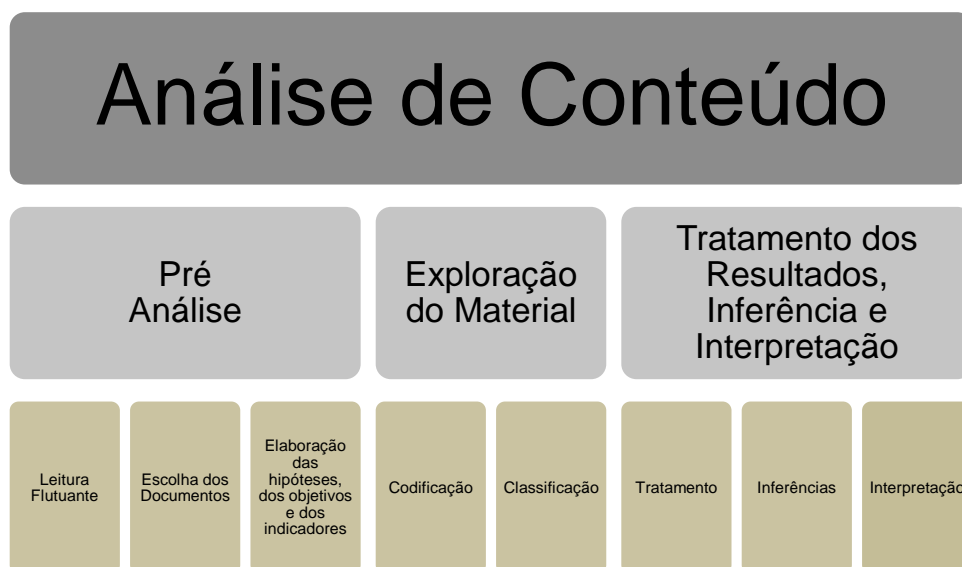 Análise de Conteúdo
Pré
Análise
Exploração
do Material
Tratamento dos
Resultados,
Inferência e
Interpretação
Leitura
Flutuante
Escolha dos
Documentos
Elaboração
das
hipóteses,
dos objetivos
e dos
indicadores
Codificação
Classificação
Tratamento
Inferências
Interpretação